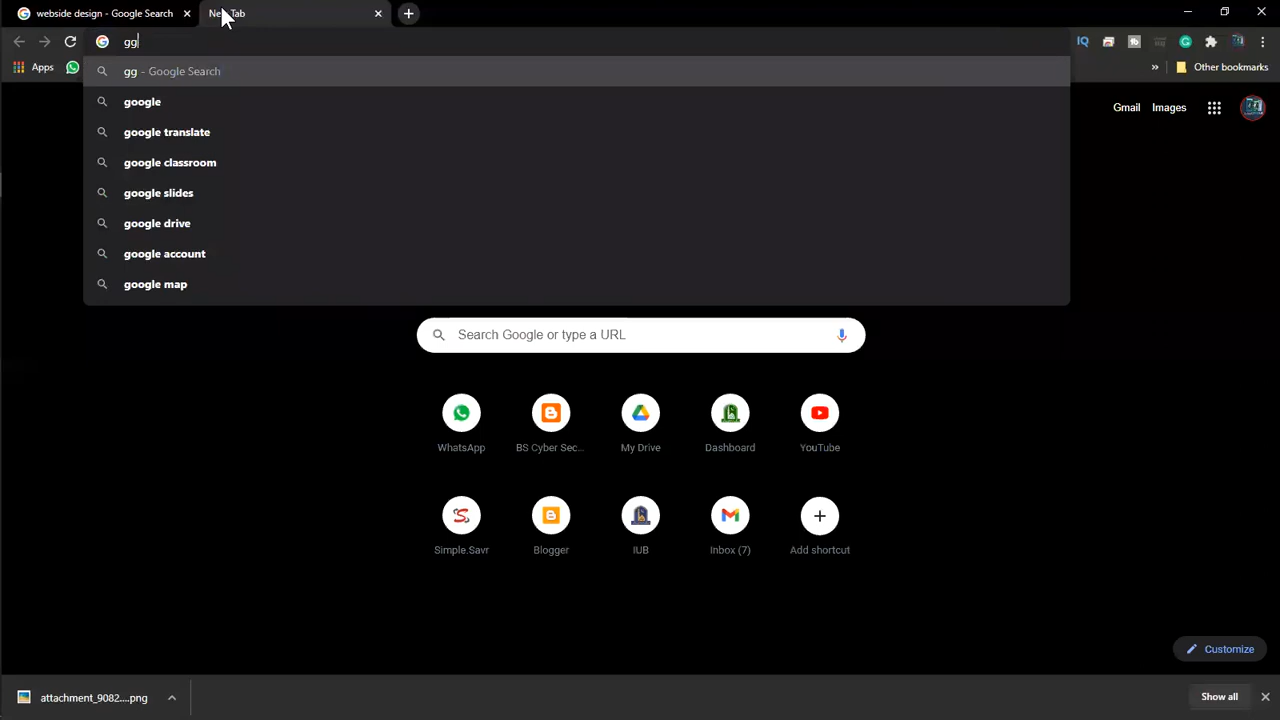 webside design - Google Search
New Tab
gg
Apps
Other bookmarks
gg - Google Search
google
google translate
google classroom
google slides
google drive
google account
google map
Gmail
Images
Search Google or type a URL
WhatsApp
BS Cyber Sec...
My Drive
Dashboard
YouTube
Simple.Savr
Blogger
IUB
Inbox (7)
Add shortcut
Customize
attachment_9082....png
Show all